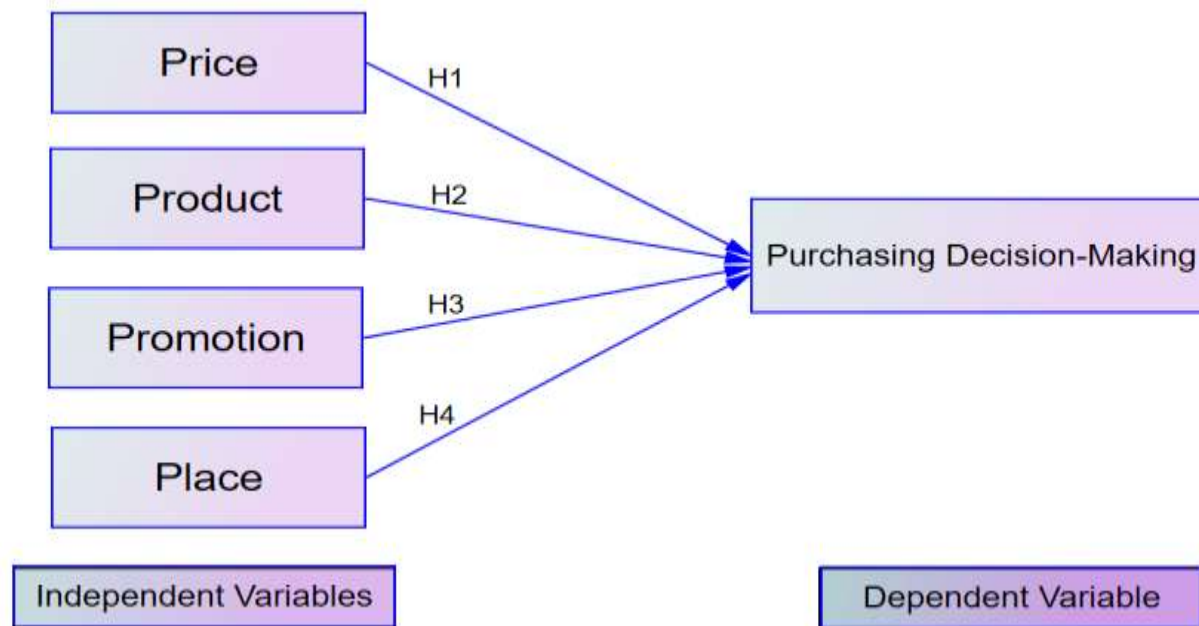 Price
H1
Product
H2
Purchasing Decision-Making
Promotion
H3
Place
H4
Independent Variables
Dependent Variable